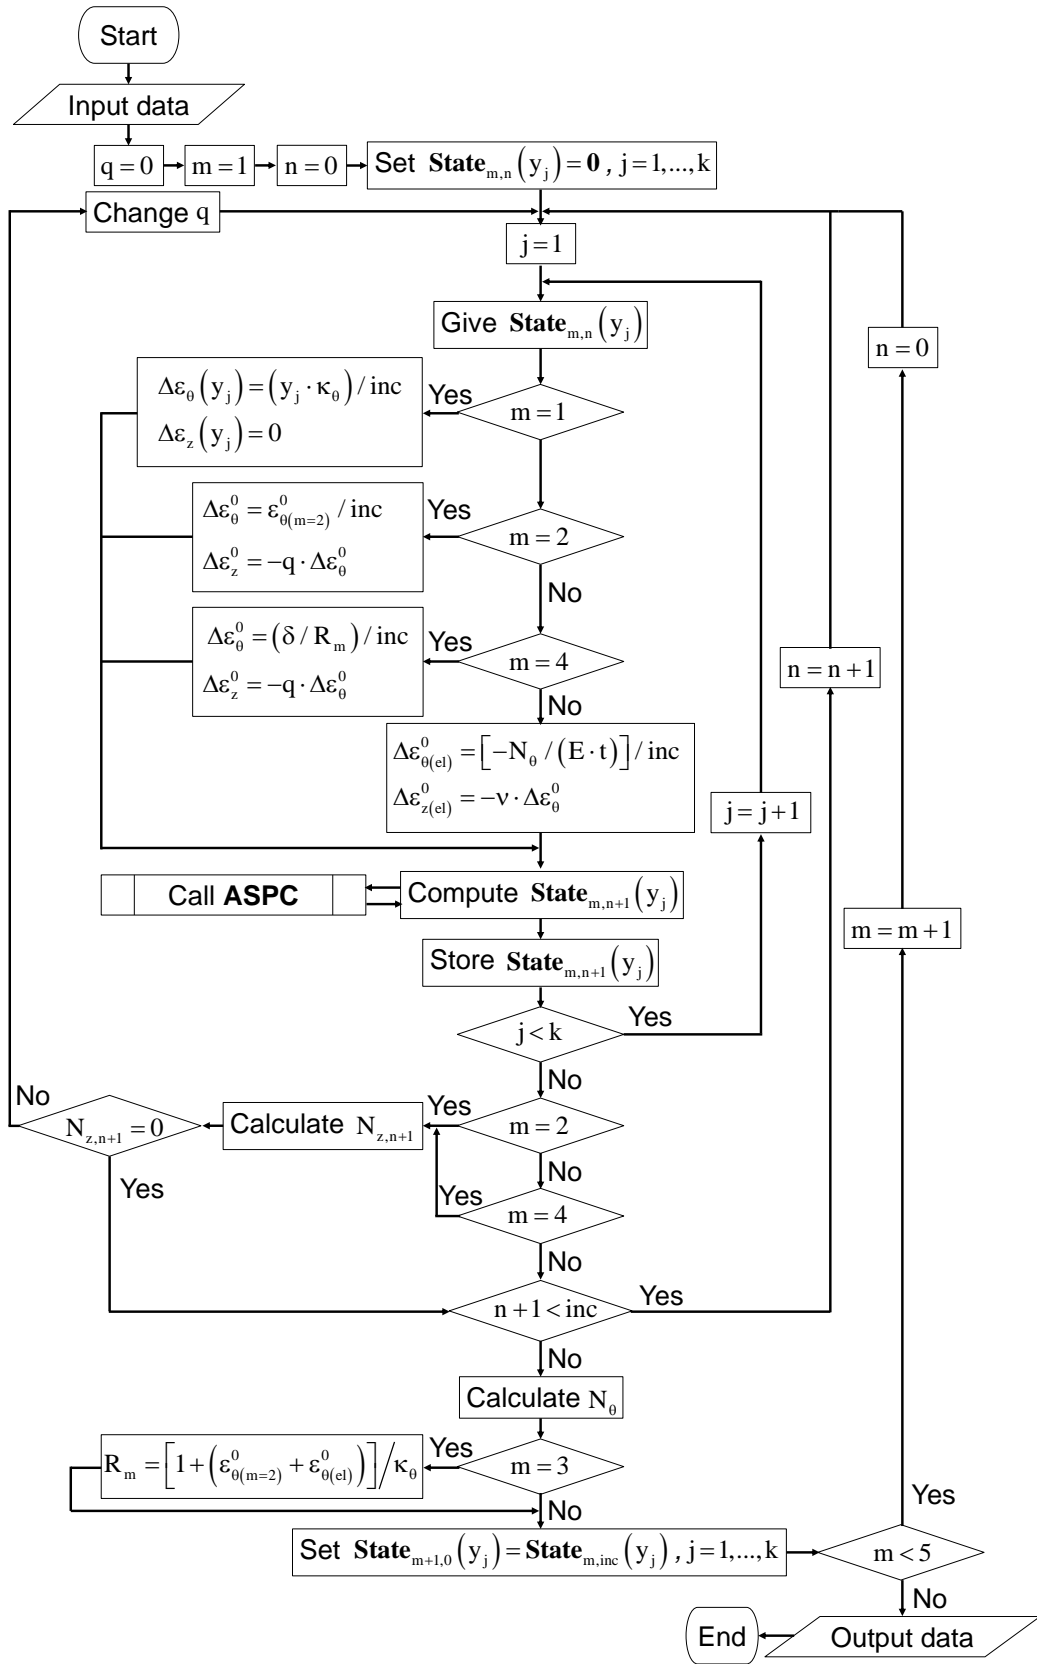 Start
Input data
q = 0
m = 1
n = 0
Set State_{m,n}(y_j) = 0 , j = 1,...,k
Change q
j = 1
Give State_{m,n}(y_j)
n = 0
Δε_θ(y_j) = (y_j · κ_θ) / inc
Δε_z(y_j) = 0
Yes
m = 1
Δε_θ^0 = ε_{θ(m=2)}^0 / inc
Δε_z^0 = −q · Δε_θ^0
Yes
m = 2
No
Δε_θ^0 = (δ / R_m) / inc
Δε_z^0 = −q · Δε_θ^0
Yes
m = 4
No
n = n + 1
Δε_{θ(el)}^0 = [−N_θ / (E · t)] / inc
Δε_{z(el)}^0 = −ν · Δε_θ^0
j = j + 1
Call ASPC
Compute State_{m,n+1}(y_j)
m = m + 1
Store State_{m,n+1}(y_j)
j < k
Yes
No
No
N_{z,n+1} = 0
Calculate N_{z,n+1}
Yes
m = 2
Yes
No
Yes
m = 4
No
n + 1 < inc
Yes
No
Calculate N_θ
R_m = [1 + (ε_{θ(m=2)}^0 + ε_{θ(el)}^0)] / κ_θ
Yes
m = 3
No
Yes
Set State_{m+1,0}(y_j) = State_{m,inc}(y_j) , j = 1,...,k
m < 5
No
End
Output data